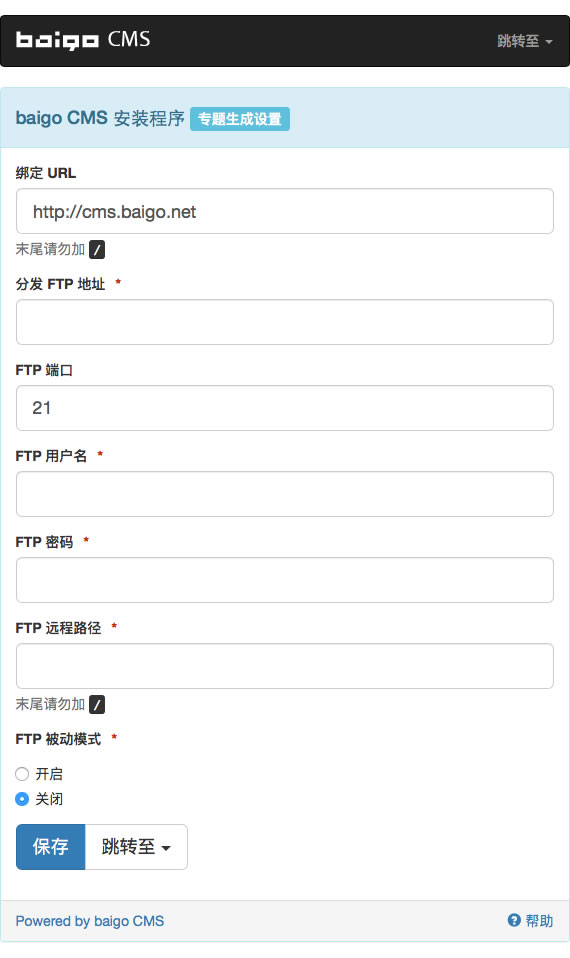 baigo CMS
跳转至
baigo CMS 安装程序 专题生成设置
绑定 URL
http://cms.baigo.net
末尾请勿加 /
分发 FTP 地址 *
FTP 端口
21
FTP 用户名 *
FTP 密码 *
FTP 远程路径 *
末尾请勿加 /
FTP 被动模式 *
开启
关闭
保存 跳转至
Powered by baigo CMS
? 帮助